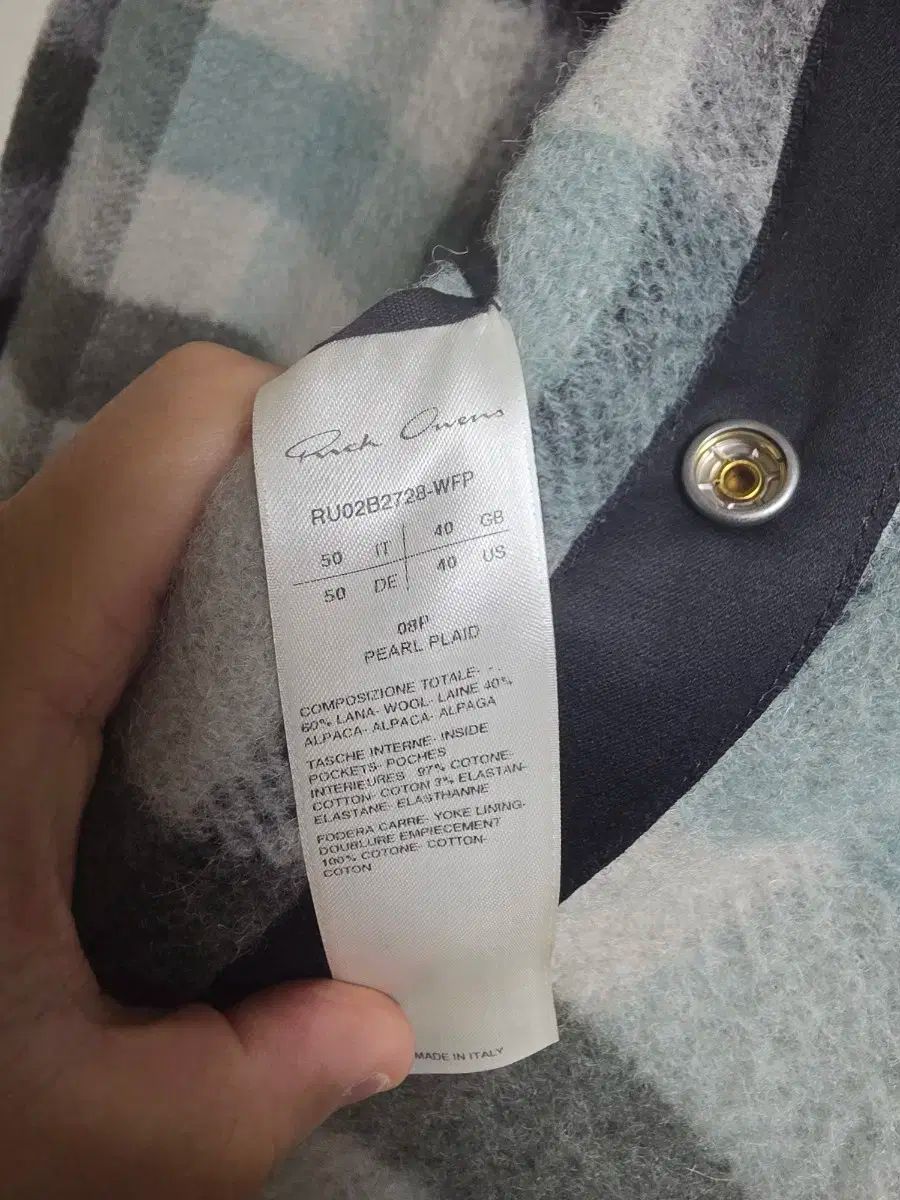 Rick Owens
RU02B2728-WFP
50 IT 40 GB
50 DE 40 US
08P
PEARL PLAID
COMPOSIZIONE TOTALE-
60% LANA- WOOL- LAINE 40%
ALPACA- ALPACA- ALPAGA
TASCHE INTERNE- INSIDE
POCKETS- POCHES
INTERIEURES 97% COTONE-
COTTON- COTON 3% ELASTAN-
ELASTANE- ELASTHANNE
FODERA CARRE- YOKE LINING-
DOUBLURE EMPIECEMENT
100% COTONE- COTTON-
COTON
MADE IN ITALY